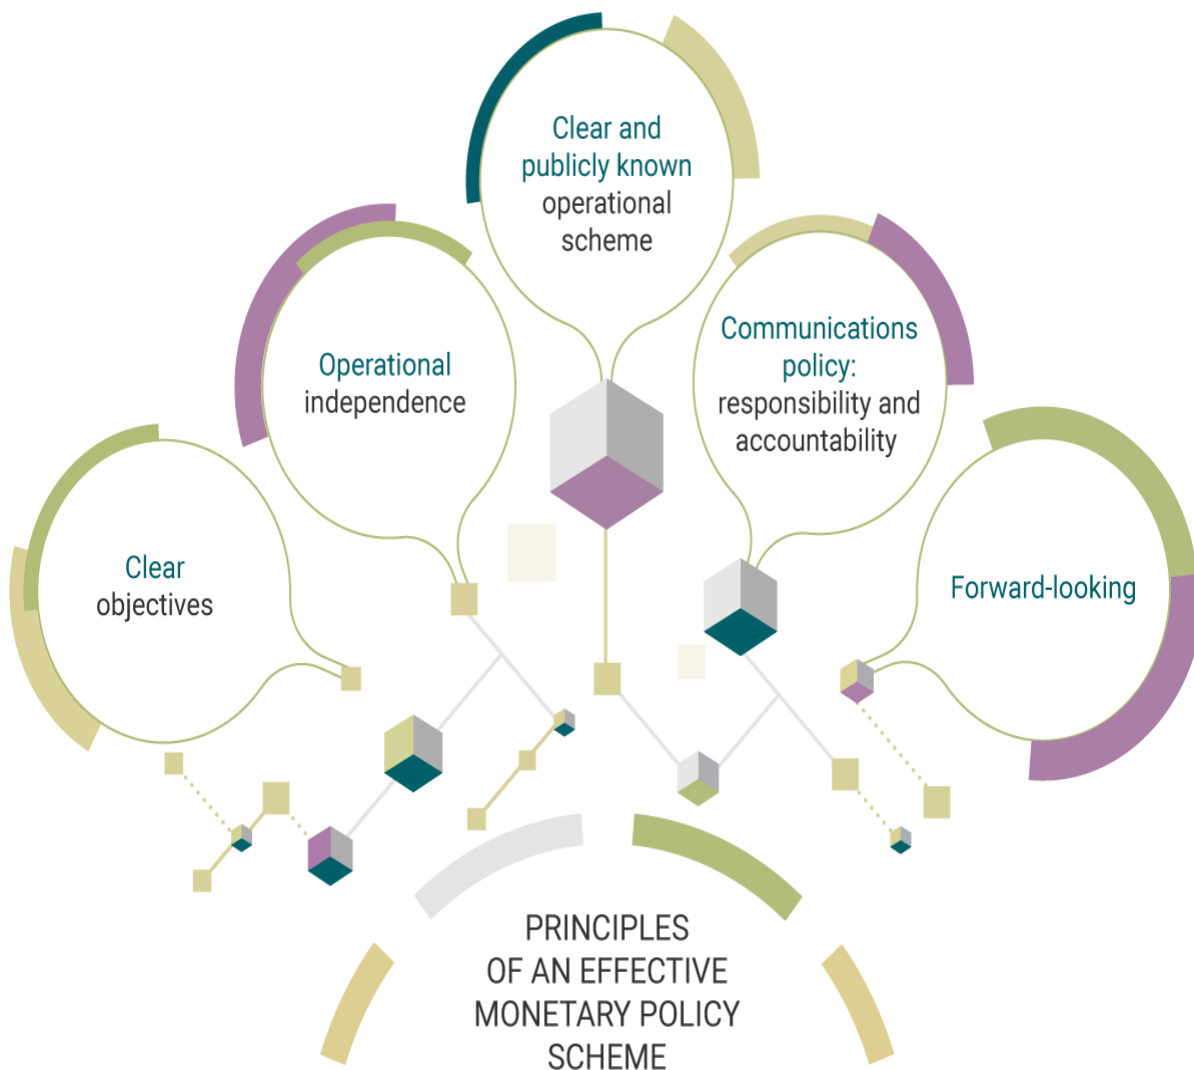 Clear and
publicly known
operational
scheme
Operational
independence
Communications
policy:
responsibility and
accountability
Clear
objectives
Forward-looking
PRINCIPLES
OF AN EFFECTIVE
MONETARY POLICY
SCHEME